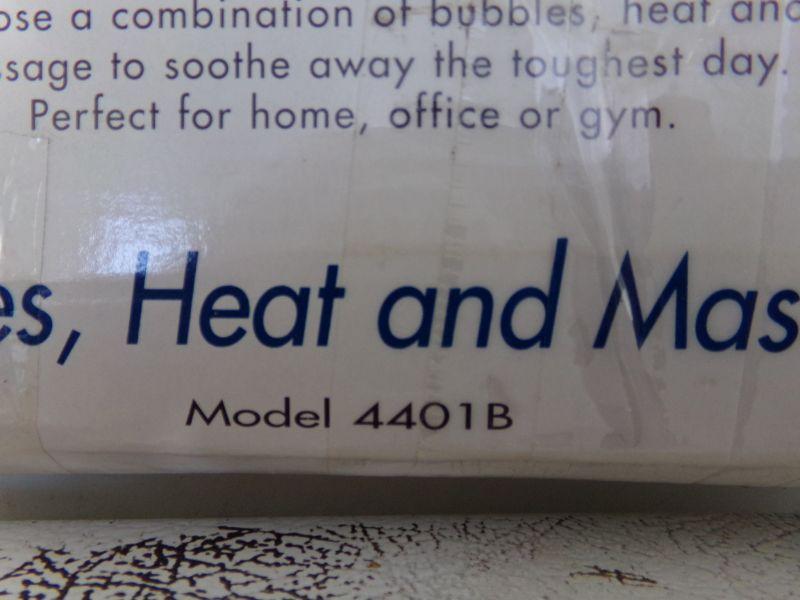 ose a combination of bubbles, heat and
ssage to soothe away the toughest day.
Perfect for home, office or gym.
es, Heat and Mas
Model 4401B